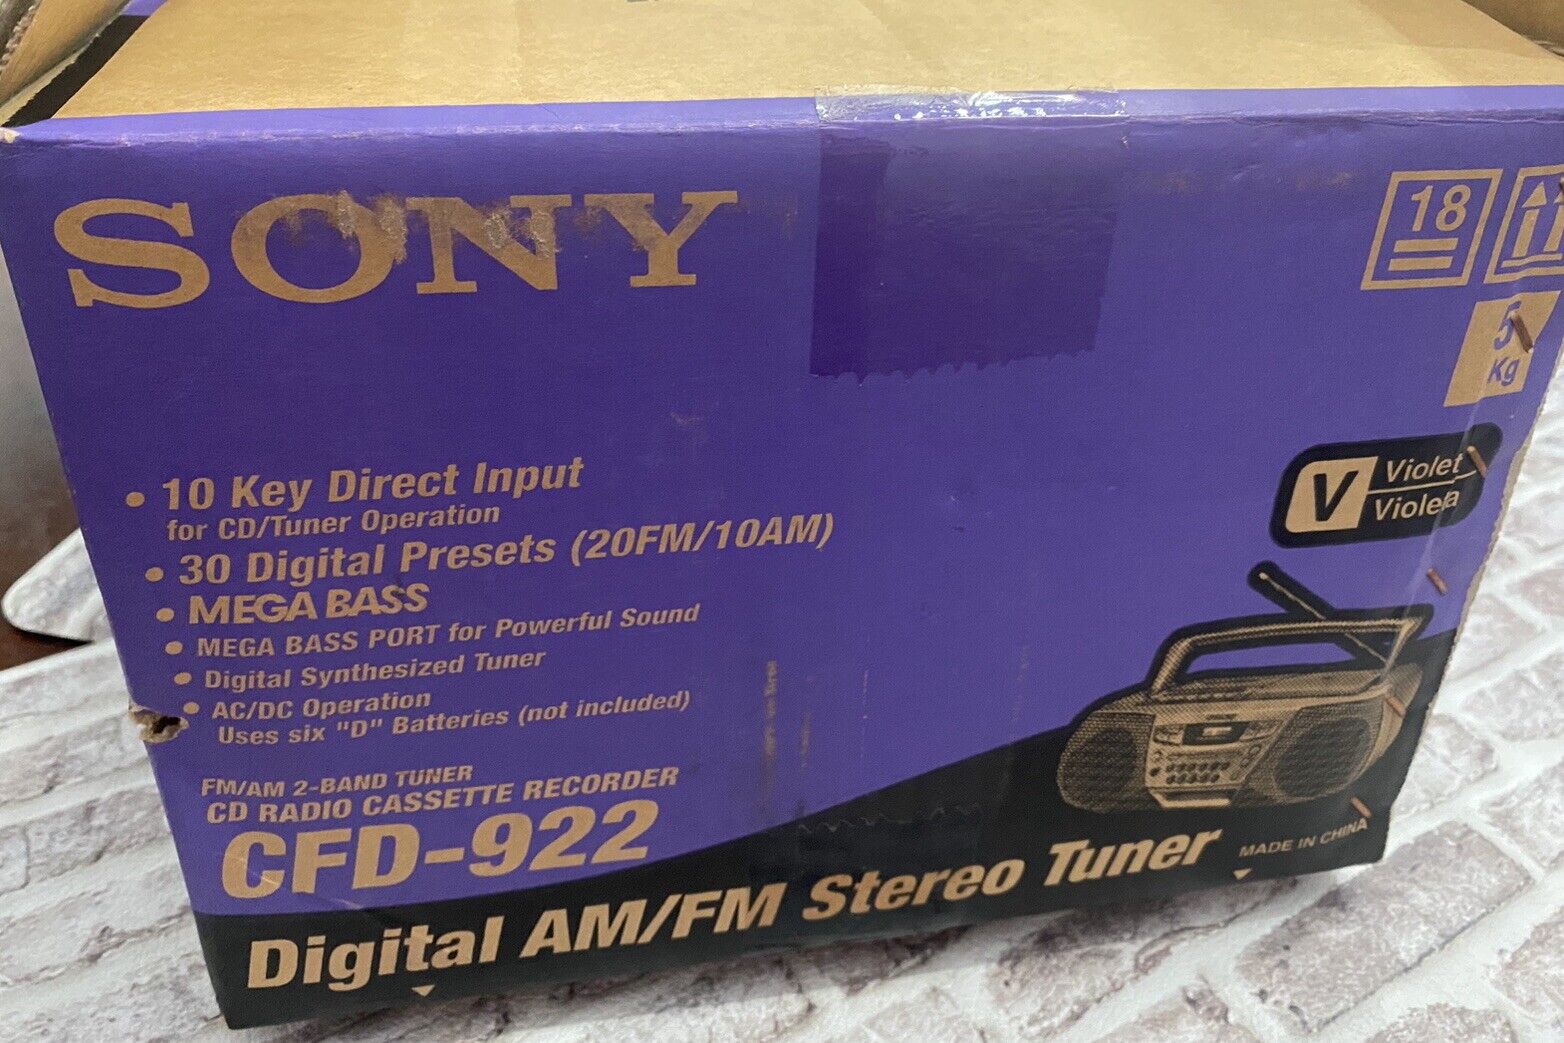 SONY
18
5
Kg
• 10 Key Direct Input
for CD/Tuner Operation
• 30 Digital Presets (20FM/10AM)
• MEGA BASS
• MEGA BASS PORT for Powerful Sound
• Digital Synthesized Tuner
• AC/DC Operation
Uses six "D" Batteries (not included)
V
Violet
Violeta
FM/AM 2-BAND TUNER
CD RADIO CASSETTE RECORDER
CFD-922
Digital AM/FM Stereo Tuner
MADE IN CHINA